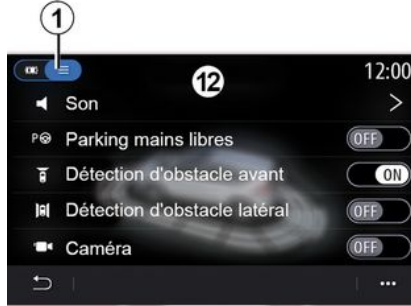 1
12
12:00
Son
>
P Parking mains libres
OFF
Détection d'obstacle avant
ON
Détection d'obstacle latéral
OFF
Caméra
OFF
...